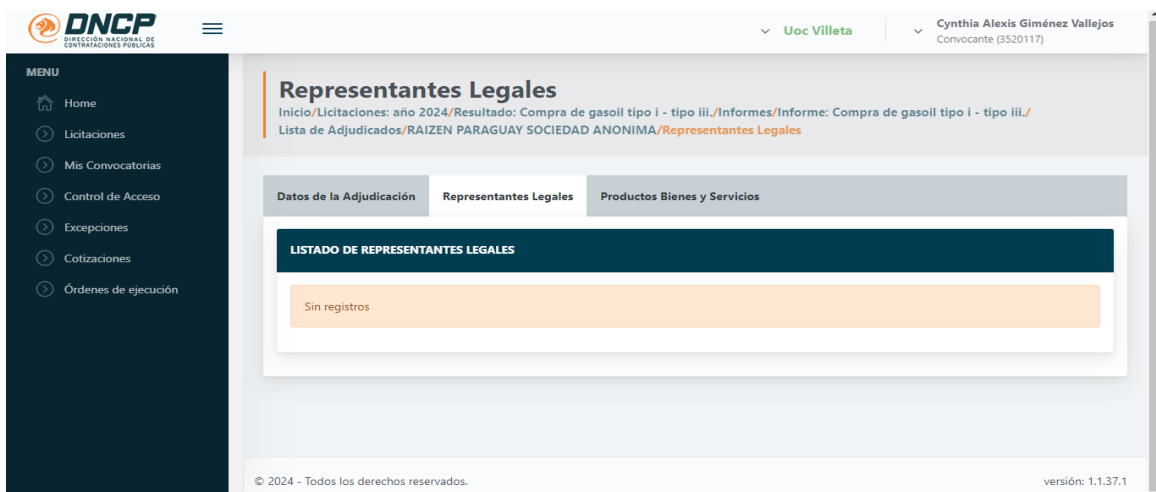 DNCP
DIRECCIÓN NACIONAL DE
CONTRATACIONES PÚBLICAS
Uoc Villeta
Cynthia Alexis Giménez Vallejos
Convocante (3520117)
MENU
Home
Licitaciones
Mis Convocatorias
Control de Acceso
Excepciones
Cotizaciones
Órdenes de ejecución
Representantes Legales
Inicio/Licitaciones: año 2024/Resultado: Compra de gasoil tipo i - tipo iii./Informes/Informe: Compra de gasoil tipo i - tipo iii./
Lista de Adjudicados/RAIZEN PARAGUAY SOCIEDAD ANONIMA/Representantes Legales
Datos de la Adjudicación
Representantes Legales
Productos Bienes y Servicios
LISTADO DE REPRESENTANTES LEGALES
Sin registros
© 2024 - Todos los derechos reservados.
versión: 1.1.37.1